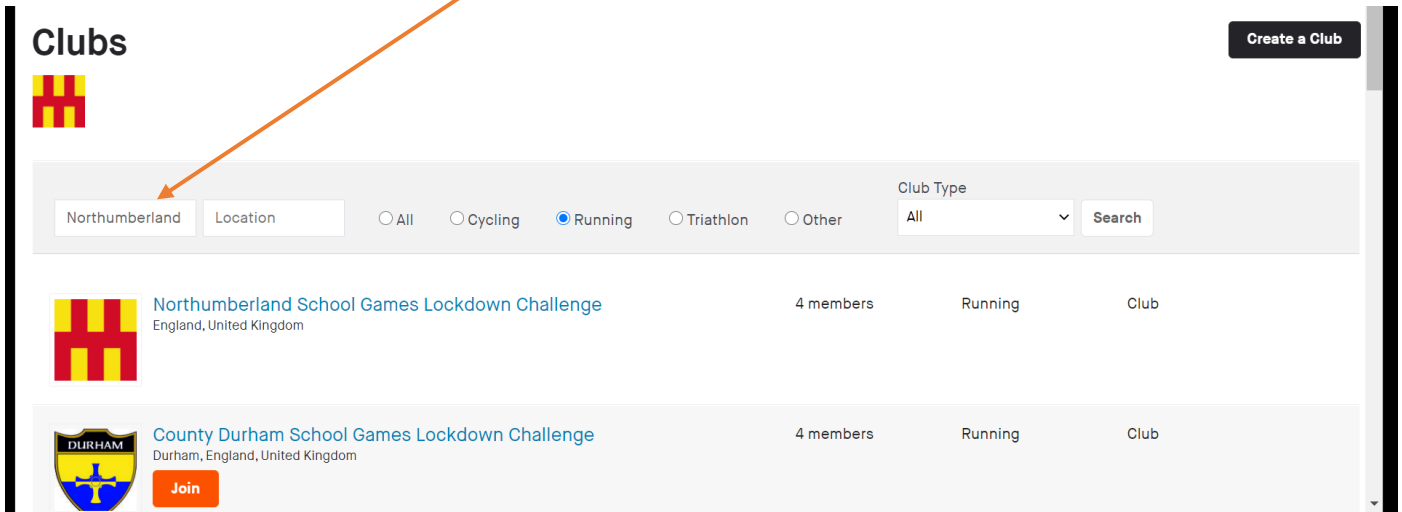 Clubs
Create a Club
Club Type
Northumberland Location All Cycling Running Triathlon Other All Search
Northumberland School Games Lockdown Challenge 4 members Running Club
England, United Kingdom
DURHAM
County Durham School Games Lockdown Challenge 4 members Running Club
Durham, England, United Kingdom
Join